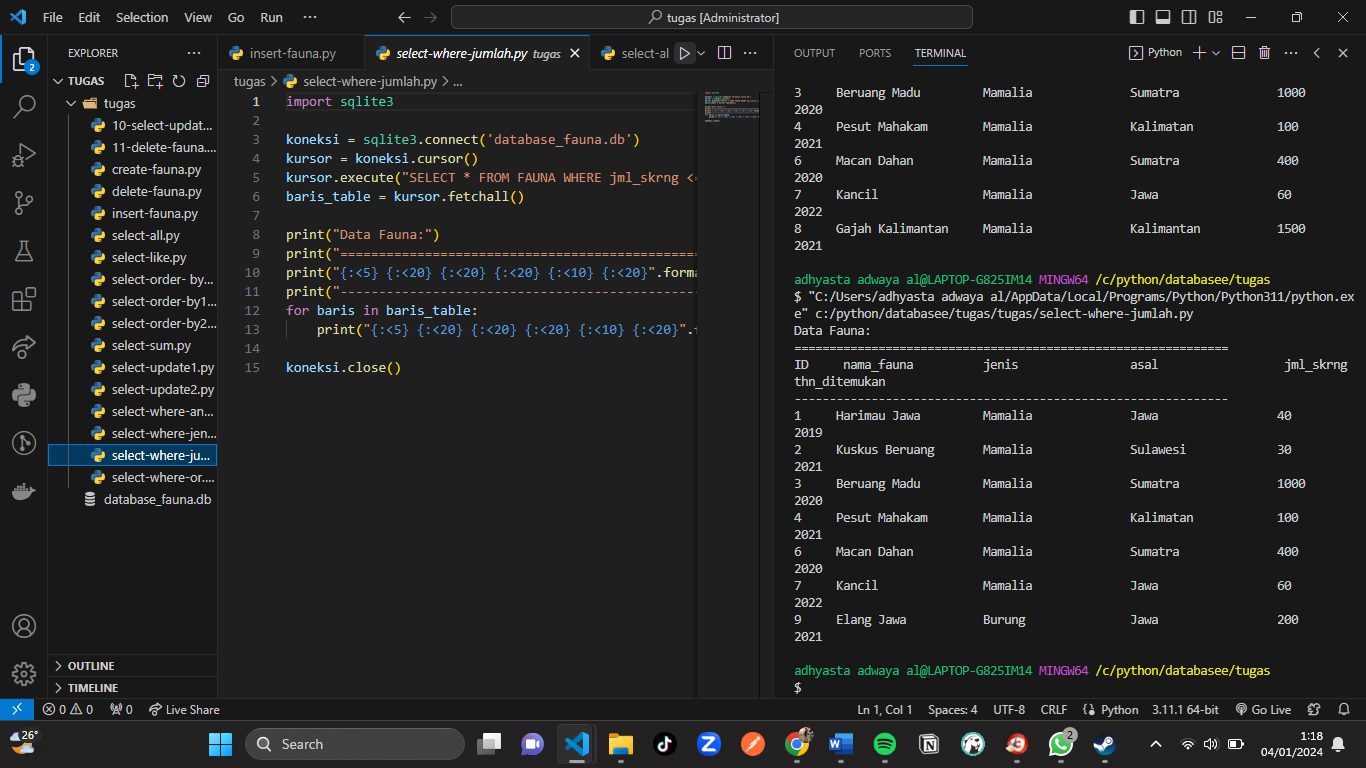 File Edit Selection View Go Run ···
tugas [Administrator]
EXPLORER ···
TUGAS
tugas
10-select-updat...
11-delete-fauna....
create-fauna.py
delete-fauna.py
insert-fauna.py
select-all.py
select-like.py
select-order- by...
select-order-by1...
select-order-by2...
select-sum.py
select-update1.py
select-update2.py
select-where-an...
select-where-jen...
select-where-ju...
select-where-or....
database_fauna.db
OUTLINE
TIMELINE
2
insert-fauna.py select-where-jumlah.py tugas select-al ···
tugas > select-where-jumlah.py > ...
1 import sqlite3
2
3 koneksi = sqlite3.connect('database_fauna.db')
4 kursor = koneksi.cursor()
5 kursor.execute("SELECT * FROM FAUNA WHERE jml_skrng <=
6 baris_table = kursor.fetchall()
7
8 print("Data Fauna:")
9 print("==============================================
10 print("{:<5} {:<20} {:<20} {:<20} {:<10} {:<20}".forma
11 print("----------------------------------------------
12 for baris in baris_table:
13 print("{:<5} {:<20} {:<20} {:<20} {:<10} {:<20}".f
14
15 koneksi.close()
OUTPUT PORTS TERMINAL Python ···
3 Beruang Madu Mamalia Sumatra 1000
2020
4 Pesut Mahakam Mamalia Kalimatan 100
2021
6 Macan Dahan Mamalia Sumatra 400
2020
7 Kancil Mamalia Jawa 60
2022
8 Gajah Kalimantan Mamalia Kalimantan 1500
2021
adhyasta adwaya al@LAPTOP-G825IM14 MINGW64 /c/python/databasee/tugas
$ "C:/Users/adhyasta adwaya al/AppData/Local/Programs/Python/Python311/python.ex
e" c:/python/databasee/tugas/tugas/select-where-jumlah.py
Data Fauna:
==============================================================
ID nama_fauna jenis asal jml_skrng
thn_ditemukan
--------------------------------------------------------------
1 Harimau Jawa Mamalia Jawa 40
2019
2 Kuskus Beruang Mamalia Sulawesi 30
2021
3 Beruang Madu Mamalia Sumatra 1000
2020
4 Pesut Mahakam Mamalia Kalimatan 100
2021
6 Macan Dahan Mamalia Sumatra 400
2020
7 Kancil Mamalia Jawa 60
2022
9 Elang Jawa Burung Jawa 200
2021
adhyasta adwaya al@LAPTOP-G825IM14 MINGW64 /c/python/databasee/tugas
$
0 0 0 Live Share Ln 1, Col 1 Spaces: 4 UTF-8 CRLF Python 3.11.1 64-bit Go Live
26° Search 2 1:18
04/01/2024